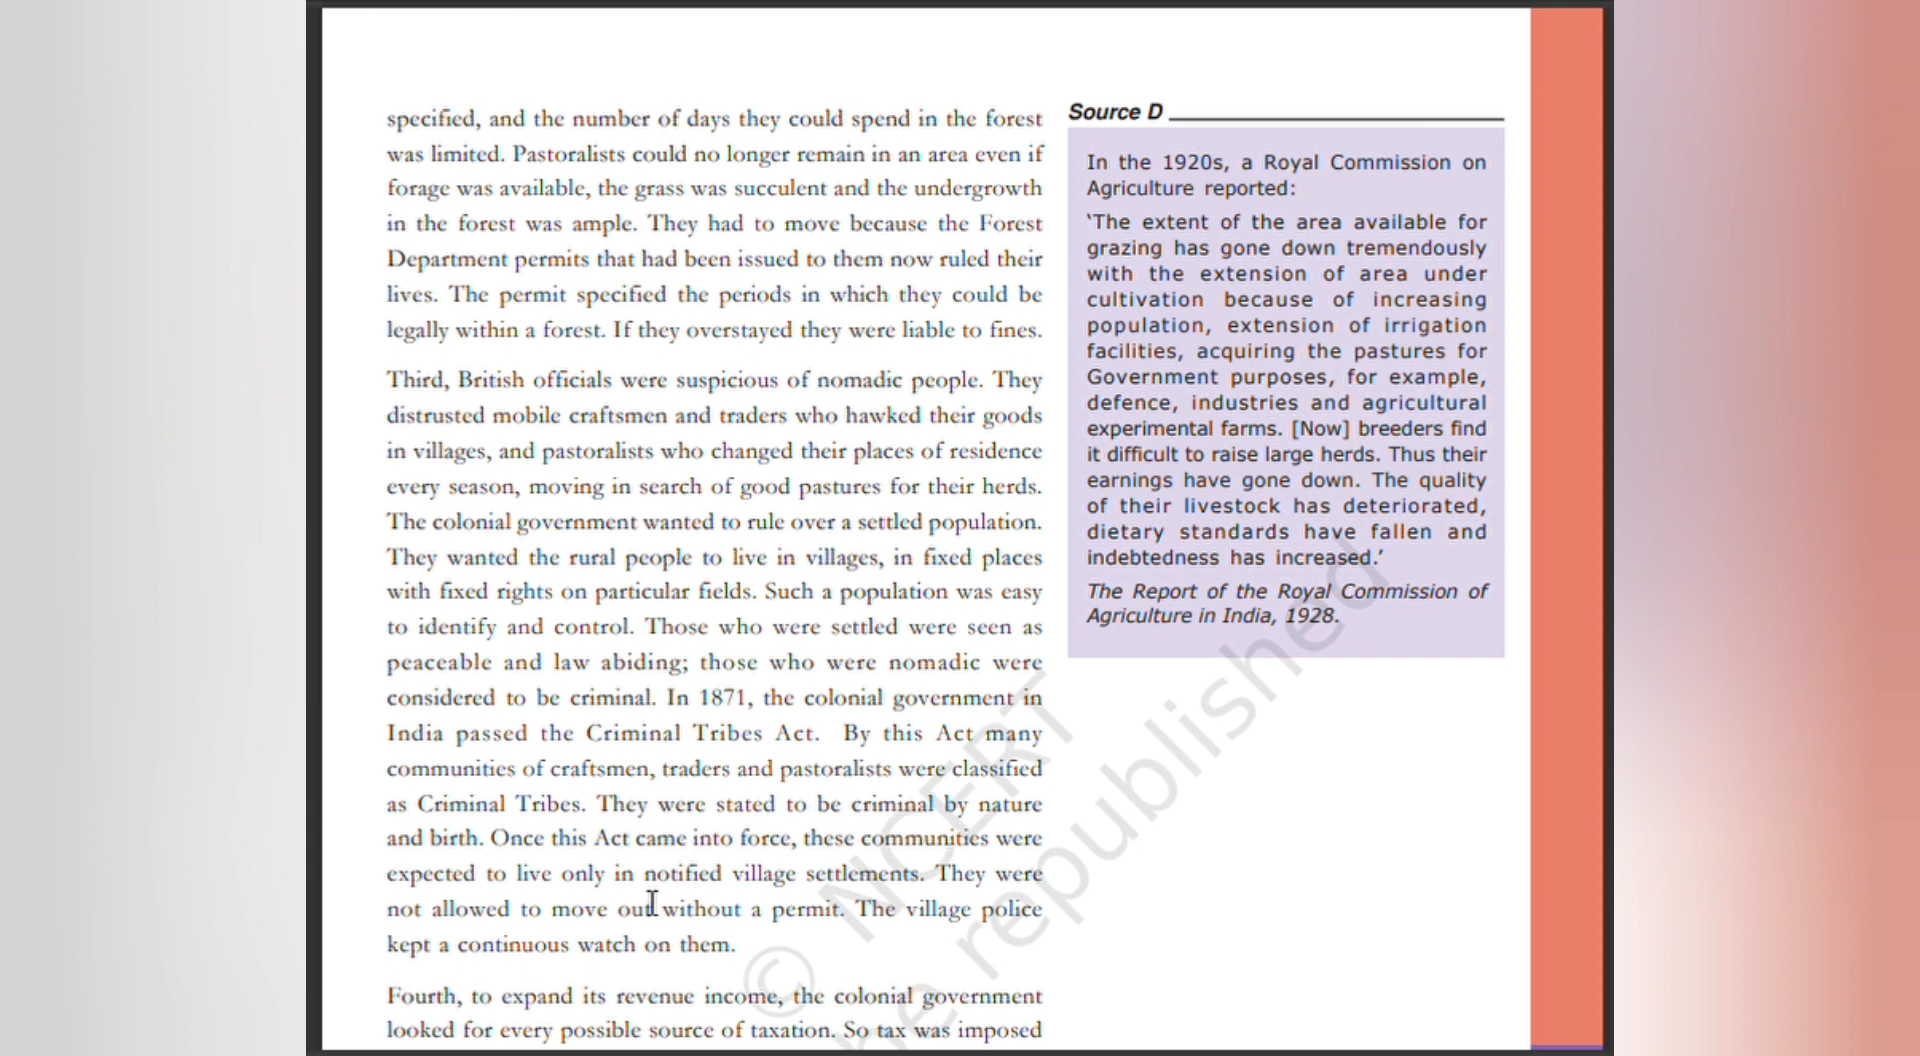 specified, and the number of days they could spend in the forest
was limited. Pastoralists could no longer remain in an area even if
forage was available, the grass was succulent and the undergrowth
in the forest was ample. They had to move because the Forest
Department permits that had been issued to them now ruled their
lives. The permit specified the periods in which they could be
legally within a forest. If they overstayed they were liable to fines.
Third, British officials were suspicious of nomadic people. They
distrusted mobile craftsmen and traders who hawked their goods
in villages, and pastoralists who changed their places of residence
every season, moving in search of good pastures for their herds.
The colonial government wanted to rule over a settled population.
They wanted the rural people to live in villages, in fixed places
with fixed rights on particular fields. Such a population was easy
to identify and control. Those who were settled were seen as
peaceable and law abiding; those who were nomadic were
considered to be criminal. In 1871, the colonial government in
India passed the Criminal Tribes Act. By this Act many
communities of craftsmen, traders and pastoralists were classified
as Criminal Tribes. They were stated to be criminal by nature
and birth. Once this Act came into force, these communities were
expected to live only in notified village settlements. They were
not allowed to move out without a permit. The village police
kept a continuous watch on them.
Fourth, to expand its revenue income, the colonial government
looked for every possible source of taxation. So tax was imposed
Source D
In the 1920s, a Royal Commission on
Agriculture reported:
‘The extent of the area available for
grazing has gone down tremendously
with the extension of area under
cultivation because of increasing
population, extension of irrigation
facilities, acquiring the pastures for
Government purposes, for example,
defence, industries and agricultural
experimental farms. [Now] breeders find
it difficult to raise large herds. Thus their
earnings have gone down. The quality
of their livestock has deteriorated,
dietary standards have fallen and
indebtedness has increased.’
The Report of the Royal Commission of
Agriculture in India, 1928.
© NCERT
republished